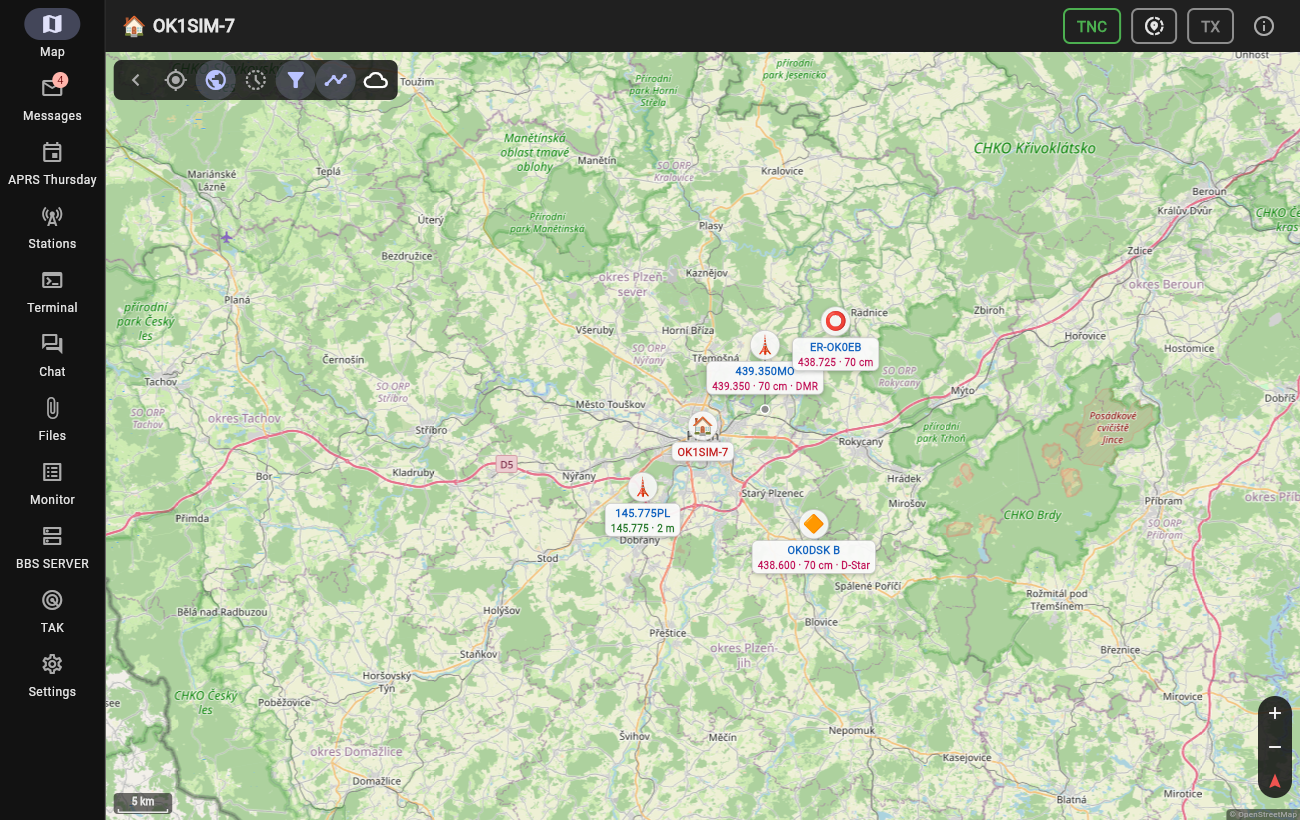 OK1SIM-7
TNC
TX
Map
4
Messages
APRS Thursday
Stations
Terminal
Chat
Files
Monitor
BBS SERVER
TAK
Settings
Toužim
přírodní
park Horní
Střela
přírodní
park Jesenicko
Unhošť
Manětínská
oblast tmavé
oblohy
Manětín
SO ORP
Kralovice
Kralovice
CHKO Křivoklátsko
Mariánské
Lázně
Teplá
Beroun
Králův Dvůr
CHKO Če
kras
Úterý
Přírodní
park Manětínská
Plasy
Zdice
Bezdružice
Kaznějov
okres Plzeň-
sever
okres Beroun
Planá
přírodní
park Český
les
Radnice
Zbiroh
Všeruby
Horní Bříza
Hořovice
ER-OK0EB
438.725 · 70 cm
Hostomice
SO ORP
Nýřany
Třemošná
Černošín
439.350MO
439.350 · 70 cm · DMR
SO ORP
Rokycany
Tachov
SO ORP
Stříbro
Mýto
Dobříš
SO ORP
Tachov
okres Tachov
Město Touškov
Posádkové
cvičiště
Jince
Stříbro
přírodní
park Trhoň
Rokycany
OK1SIM-7
D5
Kladruby
Nýřany
Bor
Hrádek
Starý Plzenec
Mirošov
Příbram
okres Příb
Přimda
145.775PL
145.775 · 2 m
CHKO Brdy
SO ORP
Příbram
Dobřany
OK0DSK B
438.600 · 70 cm · D-Star
Stod
Spálené Poříčí
Rožmitál pod
Třemšínem
Bělá nad Radbuzou
Holýšov
Blovice
Přeštice
Staňkov
okres Plzeň-
jih
Březnice
Horšovský
Týn
CHKO Český
les
Poběžovice
see
Mirovice
Švihov
Měčín
Nepomuk
okres Domažlice
Kasejovice
Domažlice
Blatná
Mirotice
5 km
© OpenStreetMap